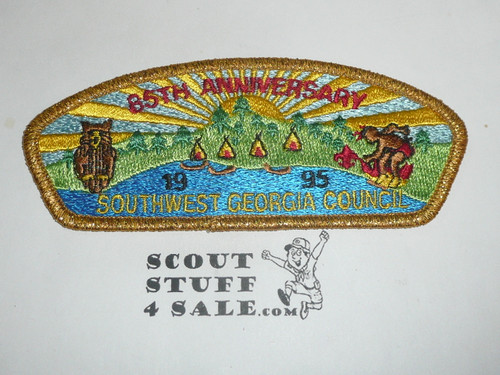 85TH ANNIVERSARY
19 95
SOUTHWEST GEORGIA COUNCIL
SCOUT
STUFF
4 SALE.COM